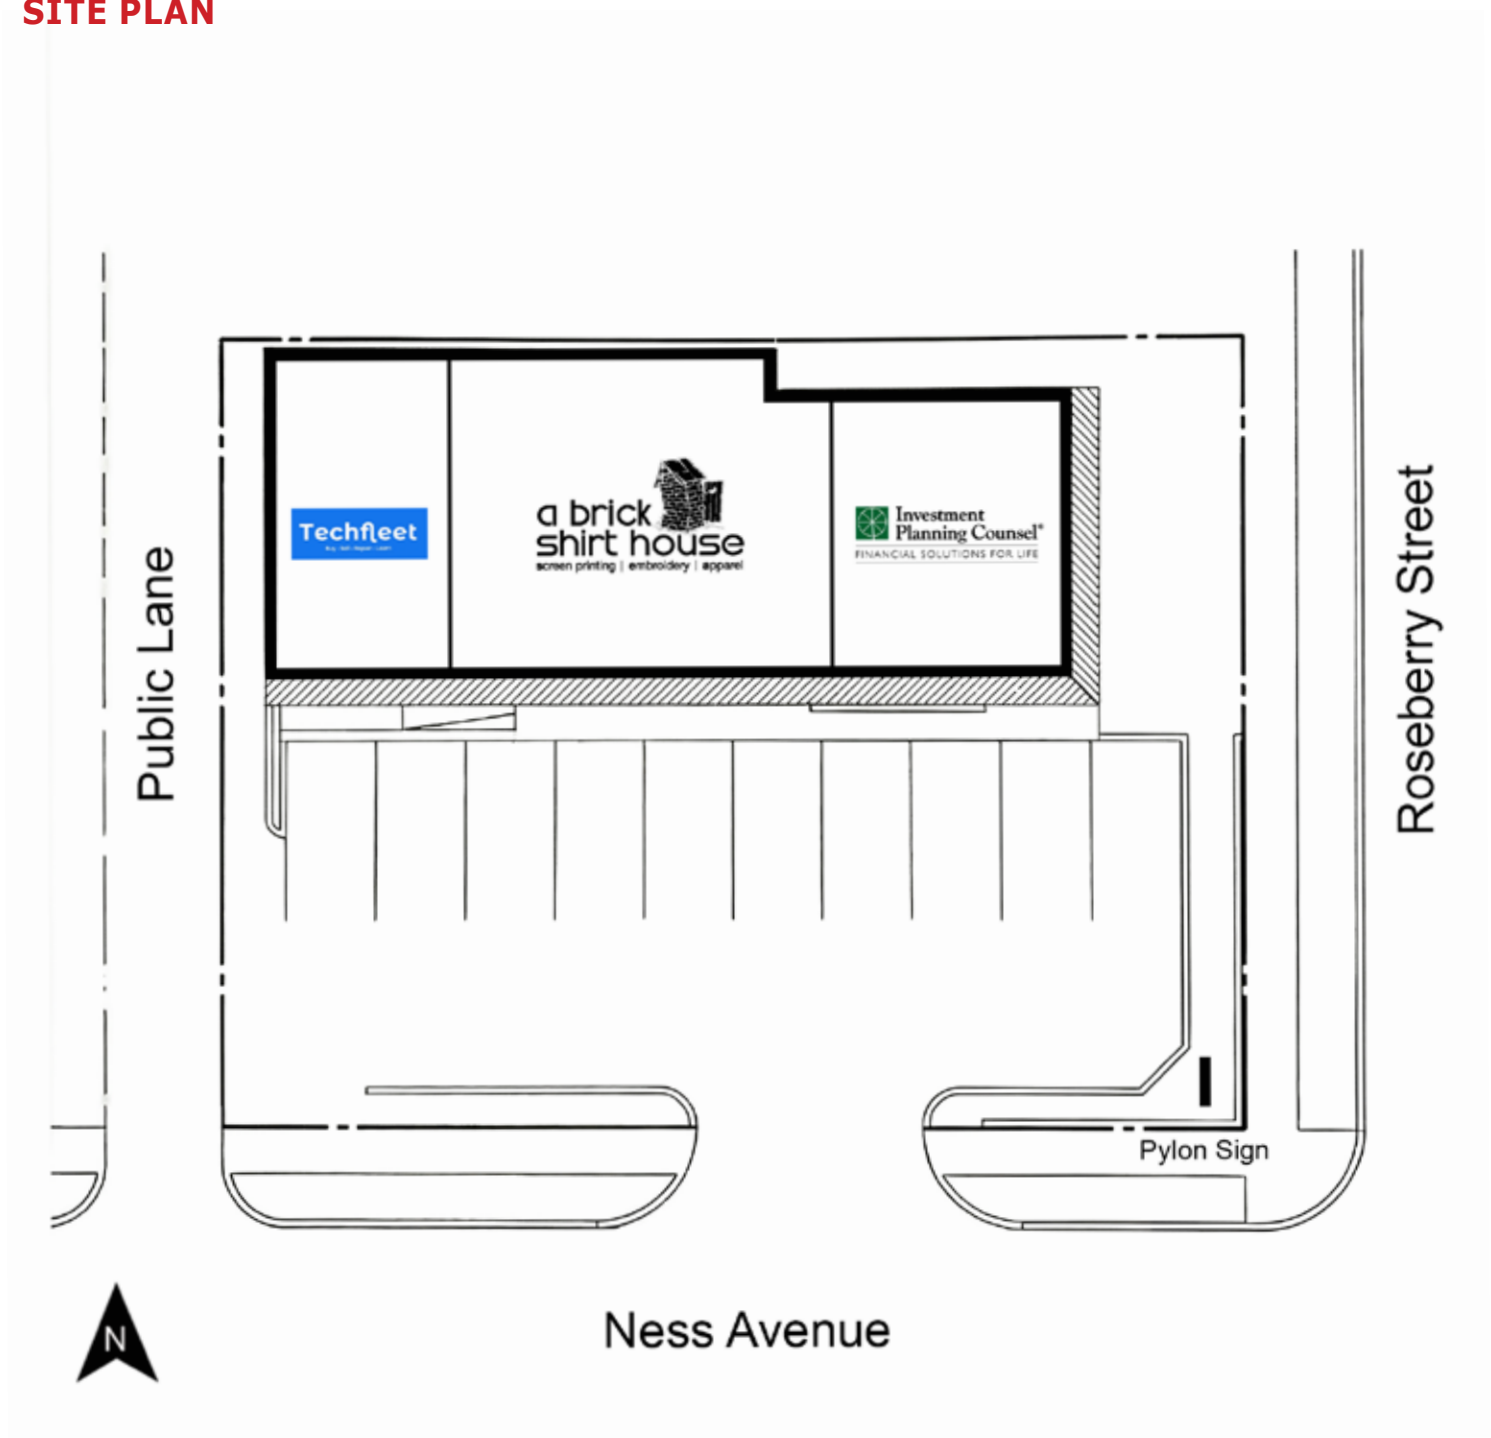 SITE PLAN
Public Lane
Techfleet
a brick
shirt house
screen printing | embroidery | apparel
Investment
Planning Counsel®
FINANCIAL SOLUTIONS FOR LIFE
Roseberry Street
Pylon Sign
Ness Avenue
N